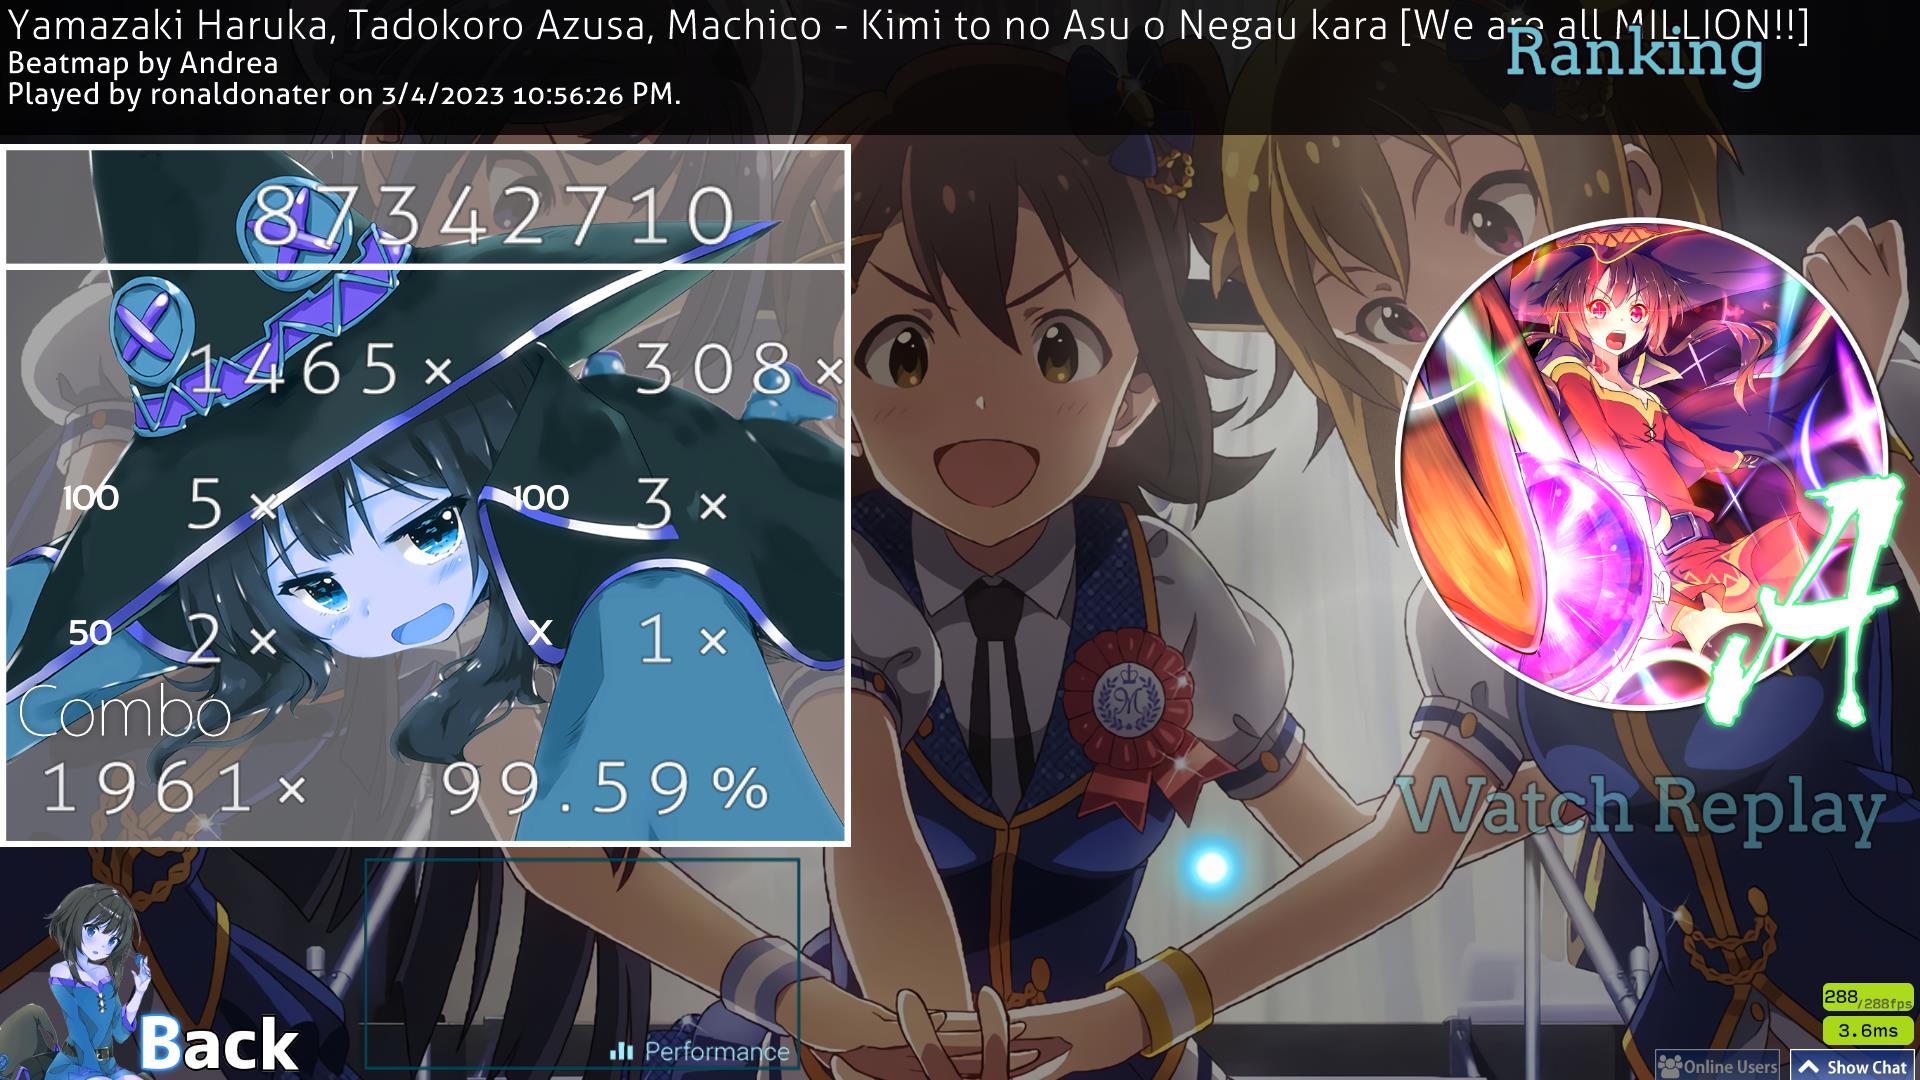 Yamazaki Haruka, Tadokoro Azusa, Machico - Kimi to no Asu o Negau kara [We are all MILLION!!]
Ranking
Beatmap by Andrea
Played by ronaldonater on 3/4/2023 10:56:26 PM.
87342710
1465× 308×
100 5× 100 3×
50 2× X 1×
Combo
1961× 99.59%
A
Watch Replay
M
Back
Performance
288/288fps
3.6ms
Online Users Show Chat